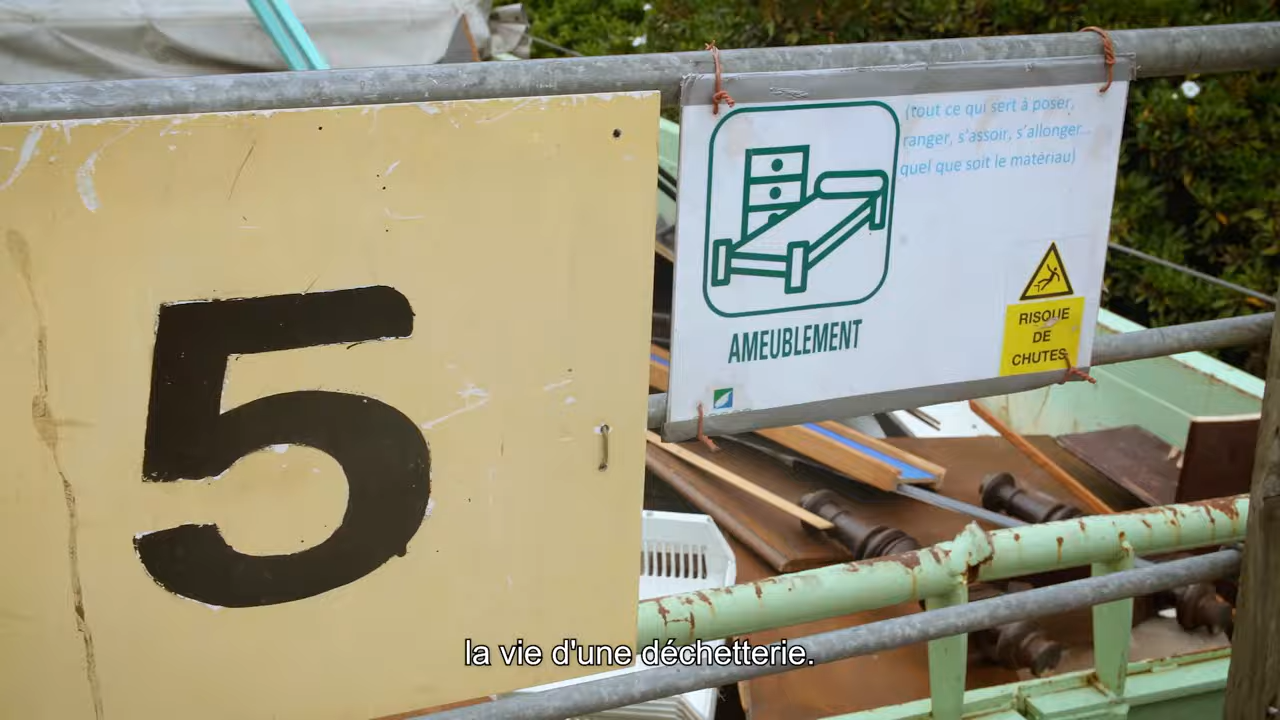 5
(tout ce qui sert à poser,
ranger, s'assoir, s'allonger...
quel que soit le matériau)
AMEUBLEMENT
RISQUE
DE
CHUTES
la vie d'une déchetterie.